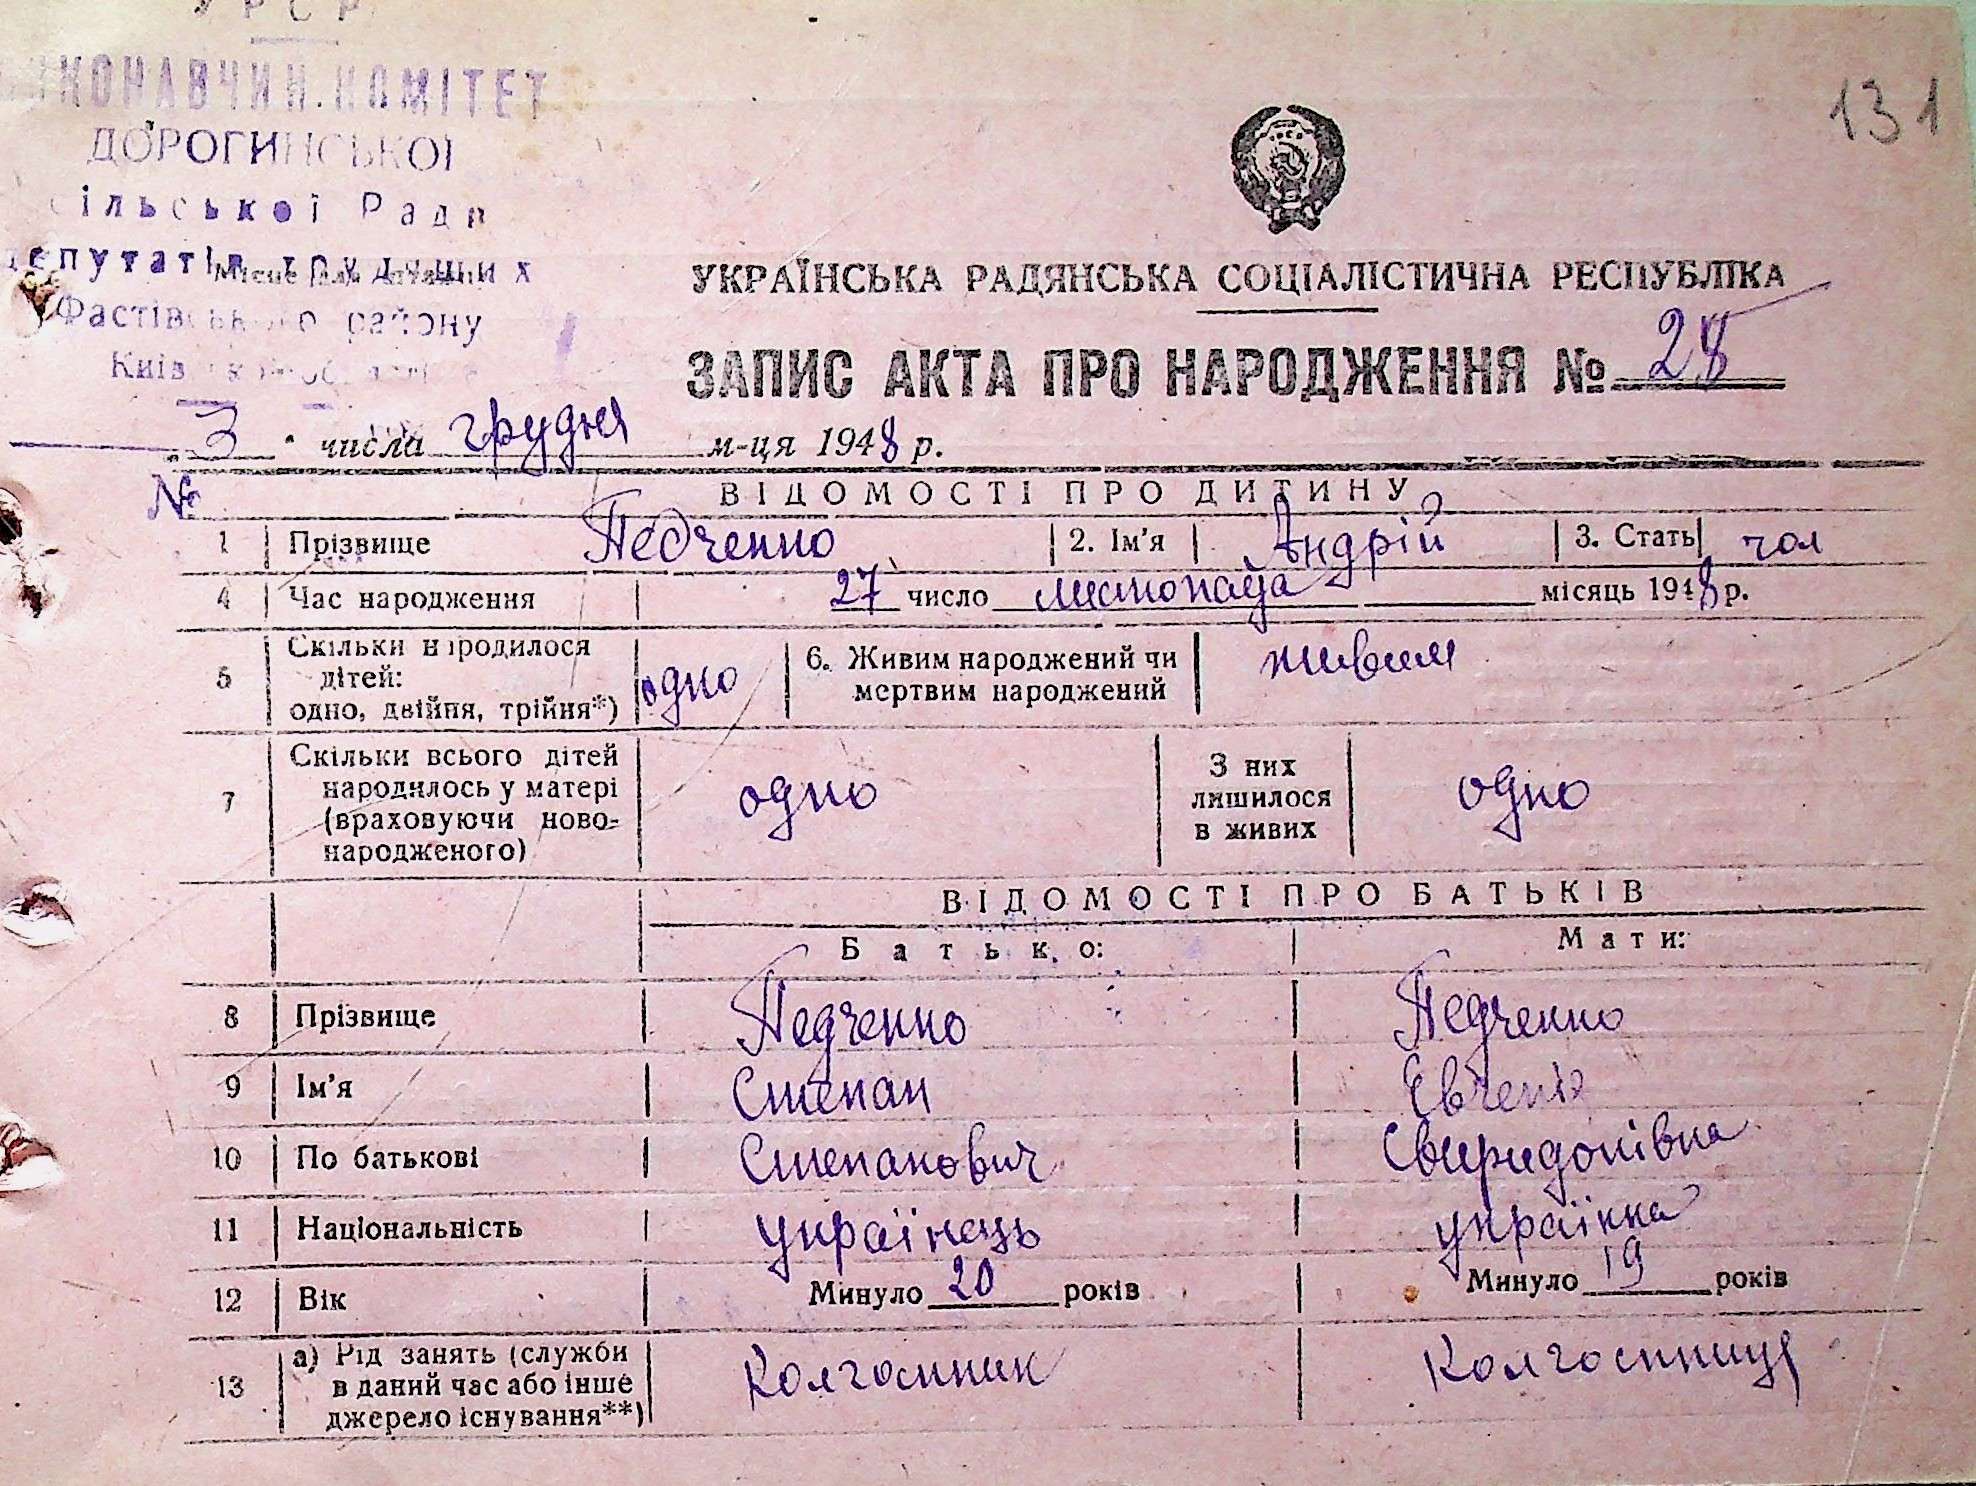 УРСР
ВИКОНАВЧИН. КОМІТЕТ
ДОРОГИНСЬКОЇ
сільської Ради
депутатів трудящих
Фастівського району
131
УКРАЇНСЬКА РАДЯНСЬКА СОЦІАЛІСТИЧНА РЕСПУБЛІКА
ЗАПИС АКТА ПРО НАРОДЖЕННЯ № 28
"3" числа грудня м-ця 1948 р.
№ ВІДОМОСТІ ПРО ДИТИНУ
1 Прізвище Педченко 2. Ім'я Андрій 3. Стать чол
4 Час народження 27 число листопада місяць 1948 р.
5 Скільки народилося
дітей:
одно, двійня, трійня*) одно 6. Живим народжений чи
мертвим народжений живим
7 Скільки всього дітей
народилось у матері
(враховуючи ново-
народженого) одно З них
лишилося
в живих одно
ВІДОМОСТІ ПРО БАТЬКІВ
Батько: Мати:
8 Прізвище Педченко Педченко
9 Ім'я Степан Євгенія
10 По батькові Степанович Свиридонівна
11 Національність українець українка
12 Вік Минуло 20 років Минуло 19 років
13 а) Рід занять (служби
в даний час або інше
джерело існування**) Колгоспник Колгоспниця